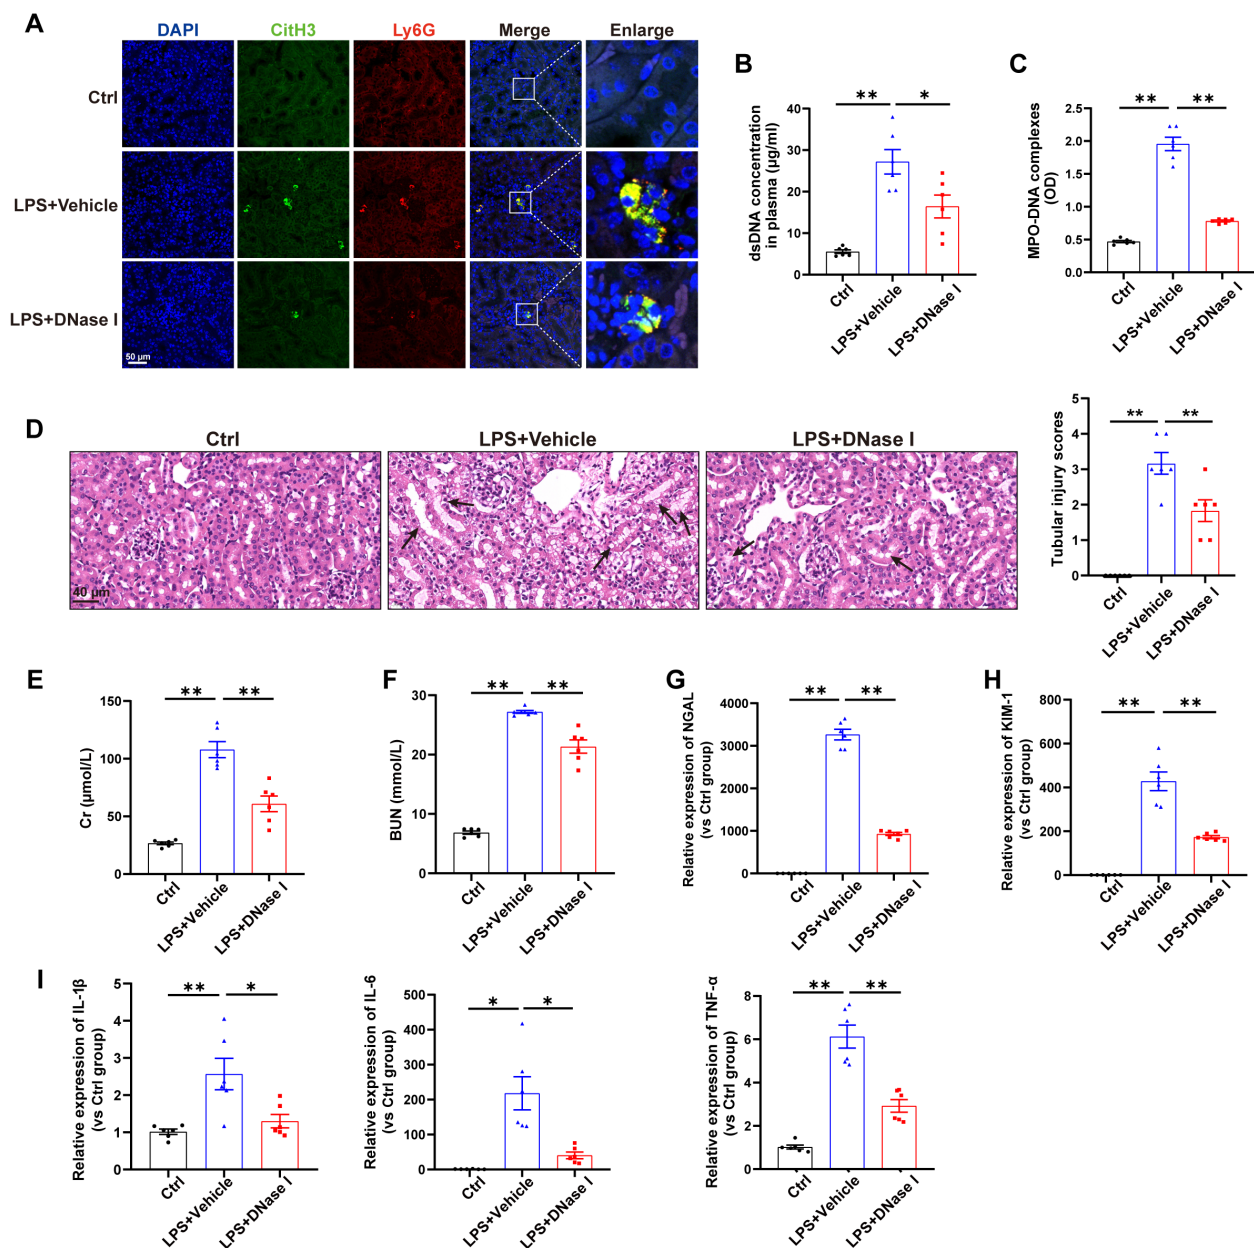 A
DAPI
CitH3
Ly6G
Merge
Enlarge
Ctrl
LPS+Vehicle
LPS+DNase I
50 μm
B
dsDNA concentration
in plasma (μg/ml)
40
30
20
10
0
**
*
Ctrl
LPS+Vehicle
LPS+DNase I
C
MPO-DNA complexes
(OD)
2.5
2.0
1.5
1.0
0.5
0.0
**
**
Ctrl
LPS+Vehicle
LPS+DNase I
D
Ctrl
LPS+Vehicle
LPS+DNase I
40 μm
Tubular injury scores
5
4
3
2
1
0
**
**
Ctrl
LPS+Vehicle
LPS+DNase I
E
Cr (μmol/L)
150
100
50
0
**
**
Ctrl
LPS+Vehicle
LPS+DNase I
F
BUN (mmol/L)
30
20
10
0
**
**
Ctrl
LPS+Vehicle
LPS+DNase I
G
Relative expression of NGAL
(vs Ctrl group)
4000
3000
2000
1000
0
**
**
Ctrl
LPS+Vehicle
LPS+DNase I
H
Relative expression of KIM-1
(vs Ctrl group)
800
600
400
200
0
**
**
Ctrl
LPS+Vehicle
LPS+DNase I
I
Relative expression of IL-1β
(vs Ctrl group)
5
4
3
2
1
0
**
*
Ctrl
LPS+Vehicle
LPS+DNase I
Relative expression of IL-6
(vs Ctrl group)
500
400
300
200
100
0
*
*
Ctrl
LPS+Vehicle
LPS+DNase I
Relative expression of TNF-α
(vs Ctrl group)
8
6
4
2
0
**
**
Ctrl
LPS+Vehicle
LPS+DNase I